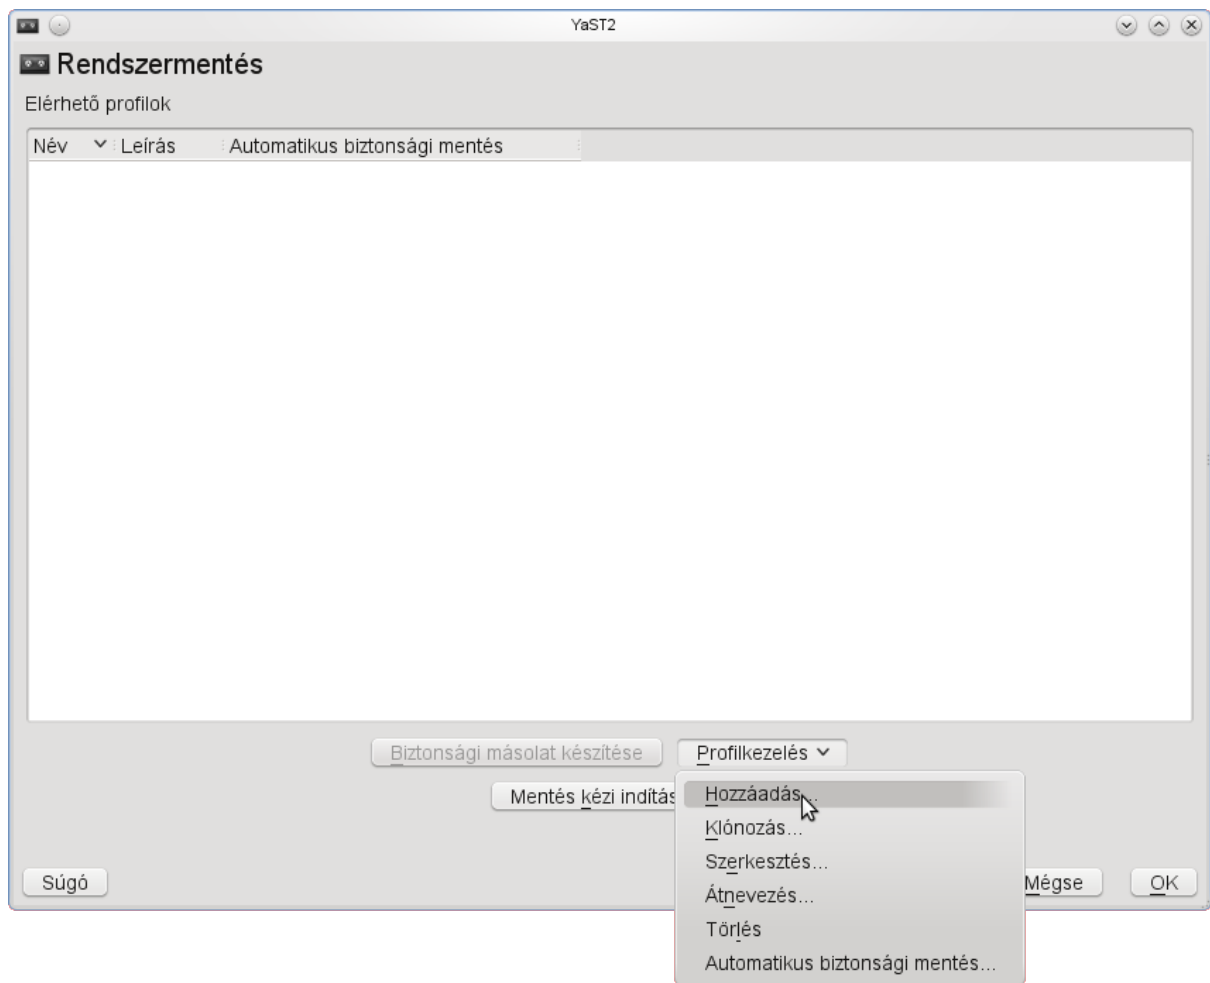 YaST2
Rendszermentés
Elérhető profilok
Név Leírás Automatikus biztonsági mentés
Biztonsági másolat készítése Profilkezelés
Mentés kézi indítás
Hozzáadás...
Klónozás...
Szerkesztés...
Átnevezés...
Törlés
Automatikus biztonsági mentés...
Súgó Mégse OK